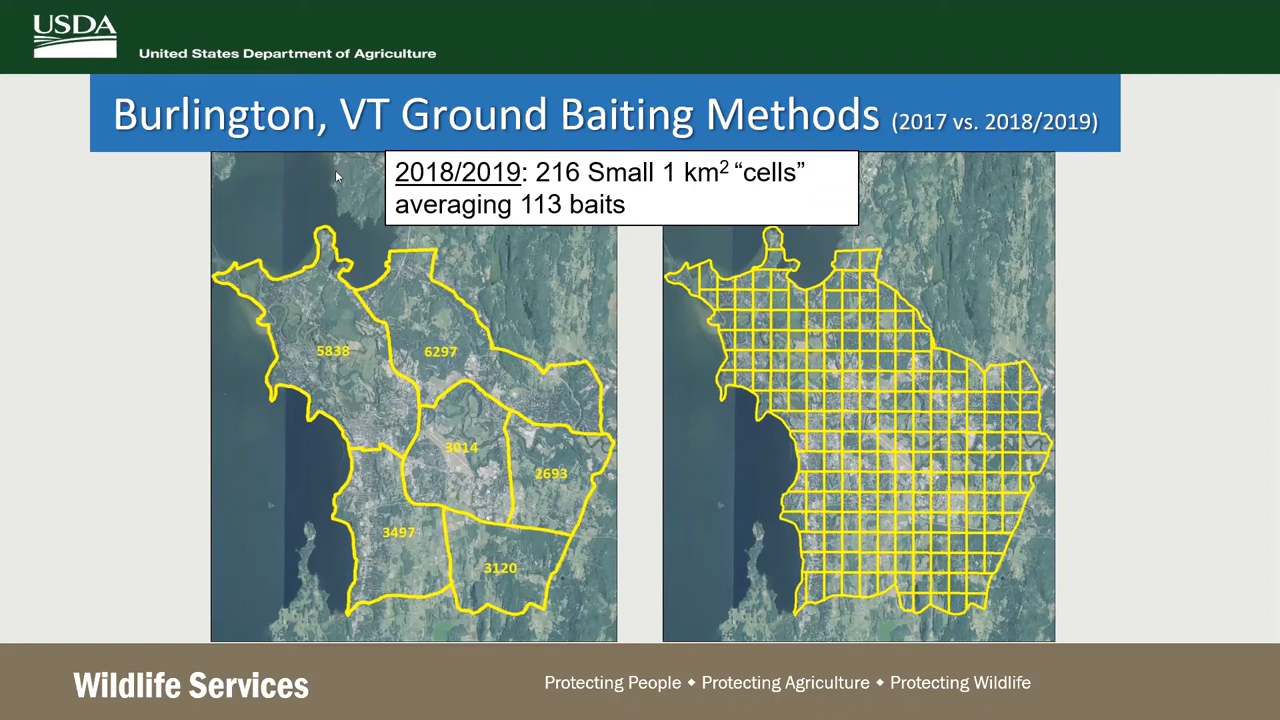 USDA
United States Department of Agriculture
Burlington, VT Ground Baiting Methods (2017 vs. 2018/2019)
2018/2019: 216 Small 1 km² “cells”
averaging 113 baits
5838
6297
3014
2693
3497
3120
Wildlife Services
Protecting People ◆ Protecting Agriculture ◆ Protecting Wildlife